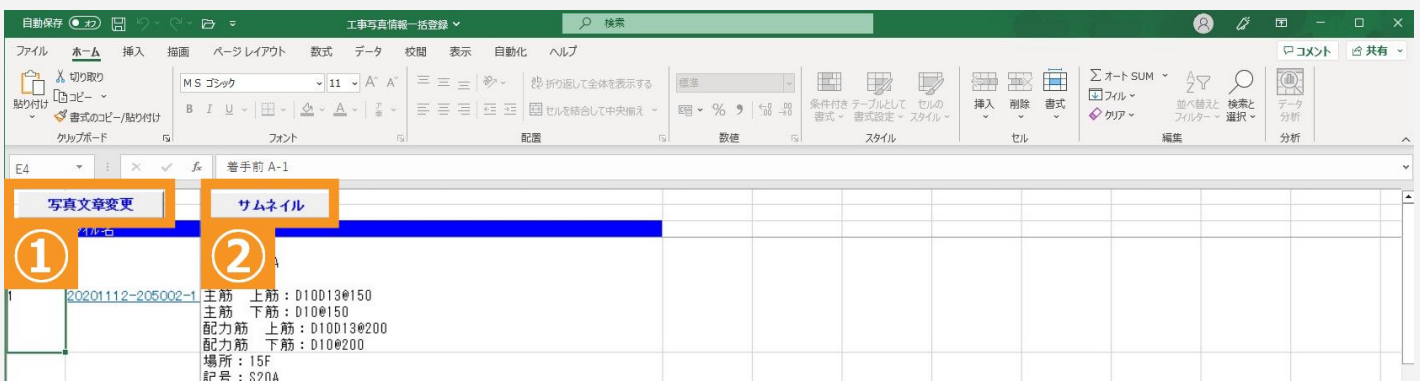 自動保存 オフ 工事写真情報一括登録 検索
ファイル ホーム 挿入 描画 ページ レイアウト 数式 データ 校閲 表示 自動化 ヘルプ コメント 共有
貼り付け 切り取り コピー 書式のコピー/貼り付け
クリップボード
MS ゴシック 11 A A
B I U A
フォント
折り返して全体を表示する
セルを結合して中央揃え
配置
標準
% 9
数値
条件付き書式 テーブルとして書式設定 セルのスタイル
スタイル
挿入 削除 書式
セル
Σ オート SUM
フィル
クリア
並べ替えと フィルター
検索と選択
編集
データ分析
分析
E4 fx 着手前 A-1
写真文章変更 サムネイル
イル名
① ②
A
1 20201112-205002-1 主筋 上筋:D10D13@150
主筋 下筋:D10@150
配力筋 上筋:D10D13@200
配力筋 下筋:D10@200
場所:15F
記号:S20A